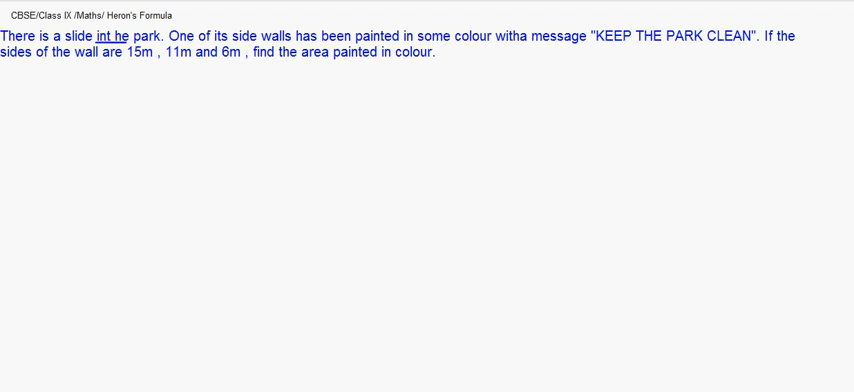 CBSE/Class IX /Maths/ Heron's Formula
There is a slide int he park. One of its side walls has been painted in some colour witha message "KEEP THE PARK CLEAN". If the
sides of the wall are 15m , 11m and 6m , find the area painted in colour.